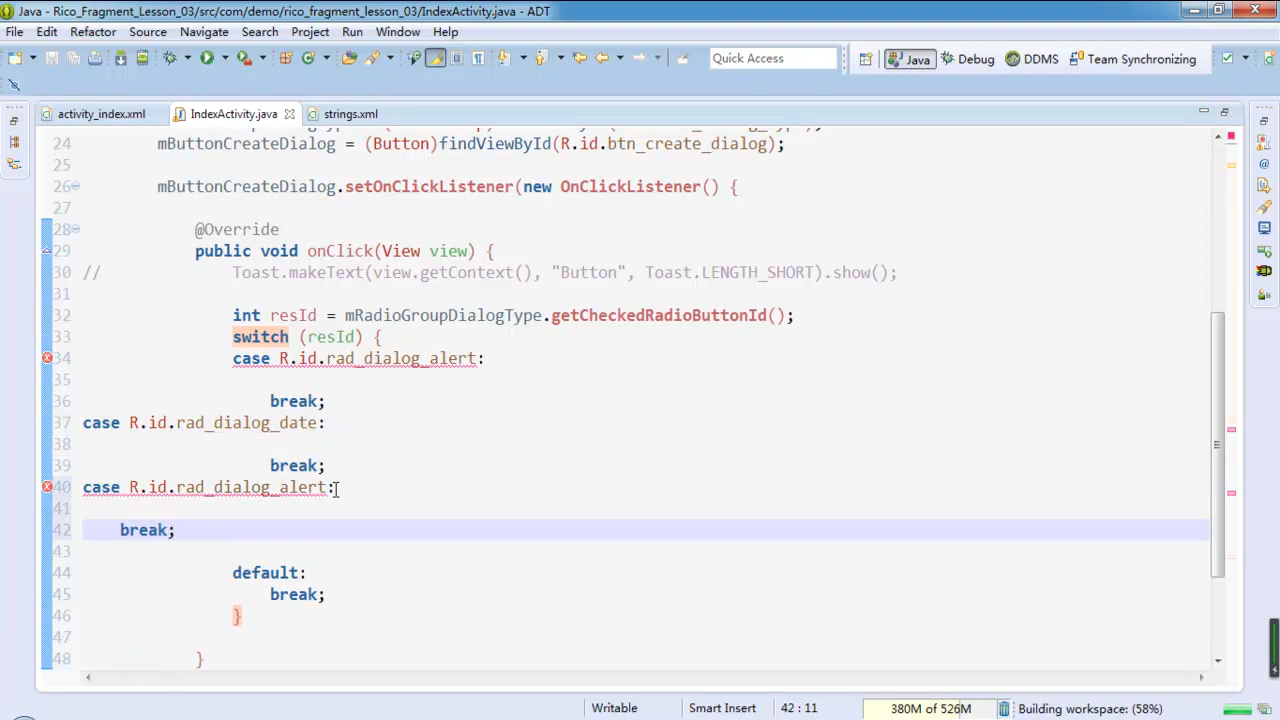 Java - Rico_Fragment_Lesson_03/src/com/demo/rico_fragment_lesson_03/IndexActivity.java - ADT
File Edit Refactor Source Navigate Search Project Run Window Help
Quick Access Java Debug DDMS Team Synchronizing
activity_index.xml IndexActivity.java strings.xml
24 mButtonCreateDialog = (Button)findViewById(R.id.btn_create_dialog);
25
26 mButtonCreateDialog.setOnClickListener(new OnClickListener() {
27
28 @Override
29 public void onClick(View view) {
30 // Toast.makeText(view.getContext(), "Button", Toast.LENGTH_SHORT).show();
31
32 int resId = mRadioGroupDialogType.getCheckedRadioButtonId();
33 switch (resId) {
34 case R.id.rad_dialog_alert:
35
36 break;
37 case R.id.rad_dialog_date:
38
39 break;
40 case R.id.rad_dialog_alert:
41
42 break;
43
44 default:
45 break;
46 }
47
48 }
Writable Smart Insert 42 : 11 380M of 526M Building workspace: (58%)